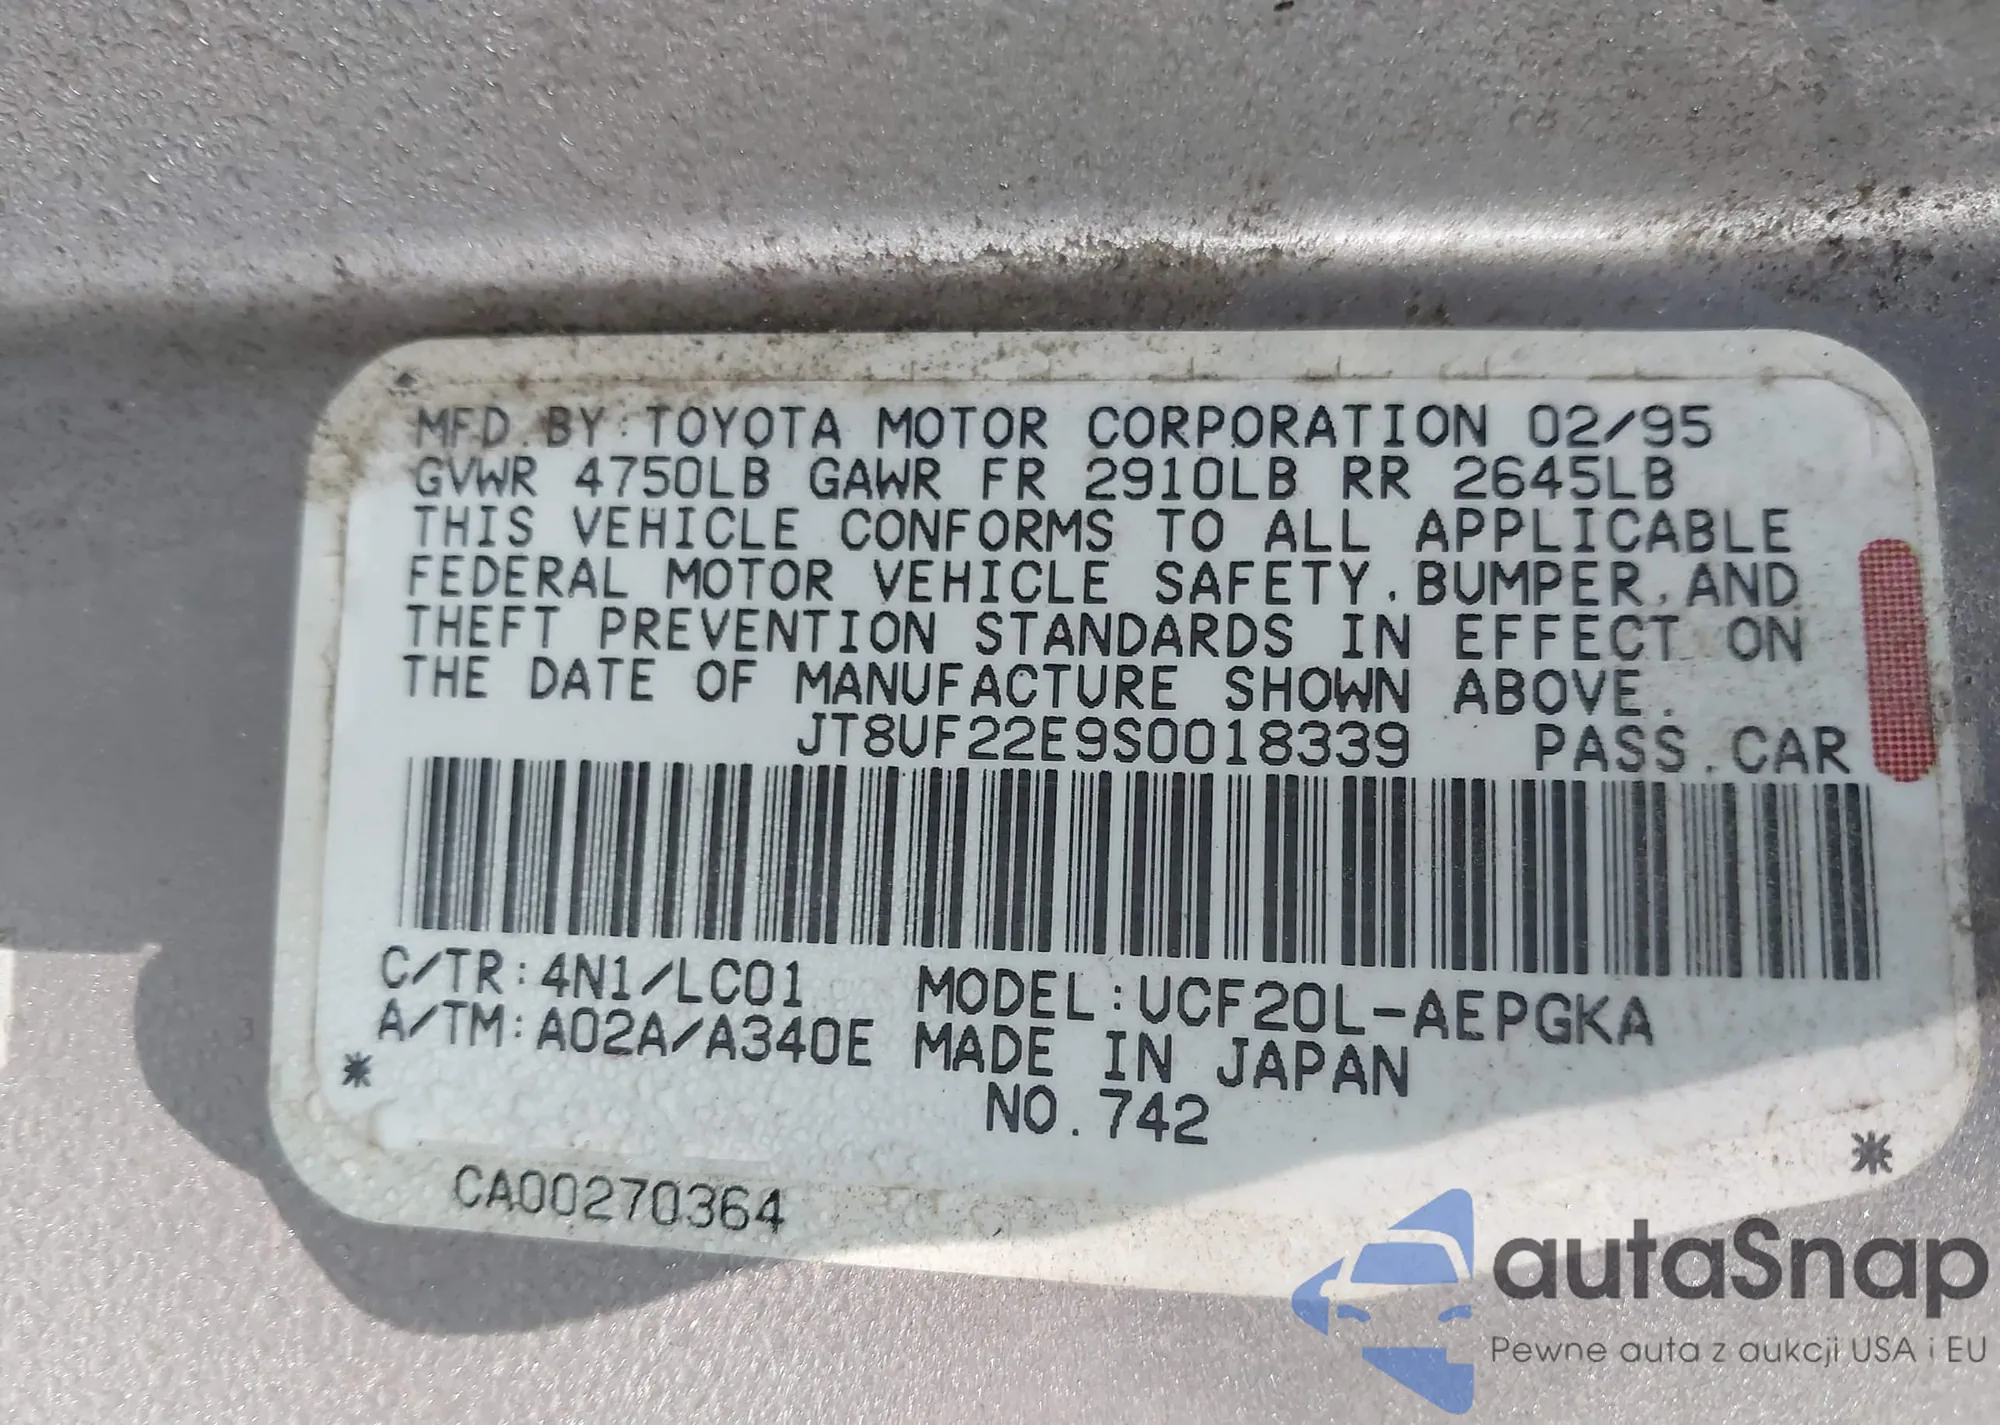 MFD. BY: TOYOTA MOTOR CORPORATION 02/95
GVWR 4750LB GAWR FR 2910LB RR 2645LB
THIS VEHICLE CONFORMS TO ALL APPLICABLE
FEDERAL MOTOR VEHICLE SAFETY, BUMPER, AND
THEFT PREVENTION STANDARDS IN EFFECT ON
THE DATE OF MANUFACTURE SHOWN ABOVE.
JT8UF22E9S0018339 PASS. CAR
C/TR:4N1/LC01 MODEL:UCF20L-AEPGKA
A/TM:A02A/A340E MADE IN JAPAN
NO.742
CA00270364
autaSnap
Pewne auta z aukcji USA i EU